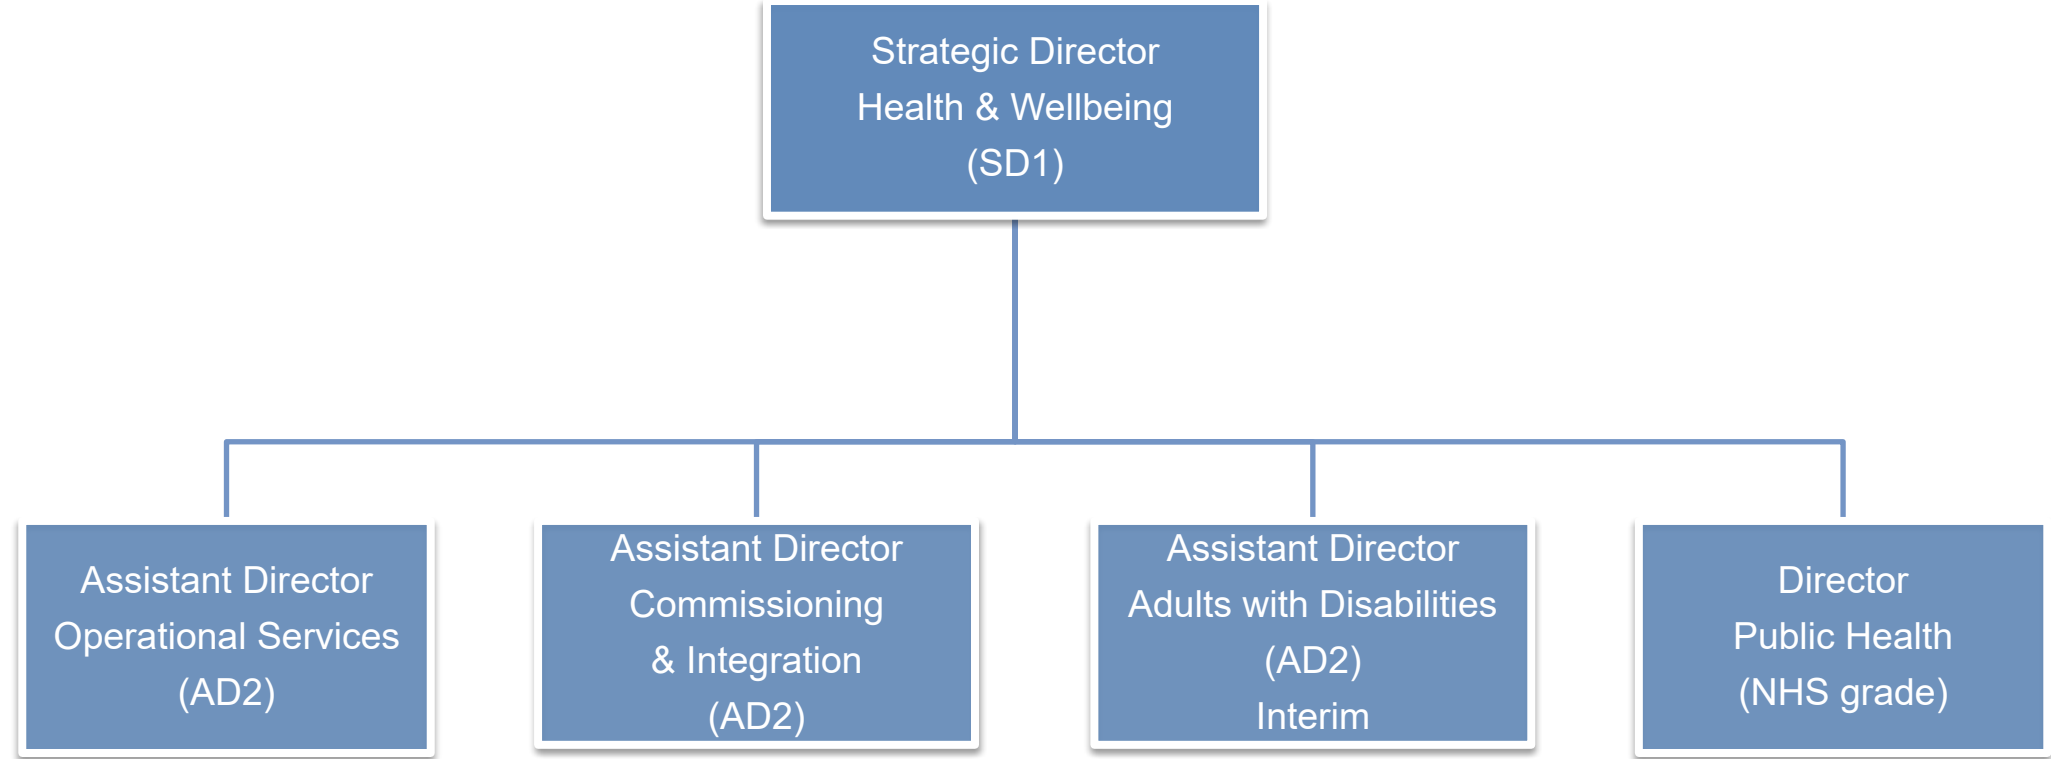 Strategic Director
Health & Wellbeing
(SD1)
Assistant Director
Operational Services
(AD2)
Assistant Director
Commissioning
& Integration
(AD2)
Assistant Director
Adults with Disabilities
(AD2)
Interim
Director
Public Health
(NHS grade)